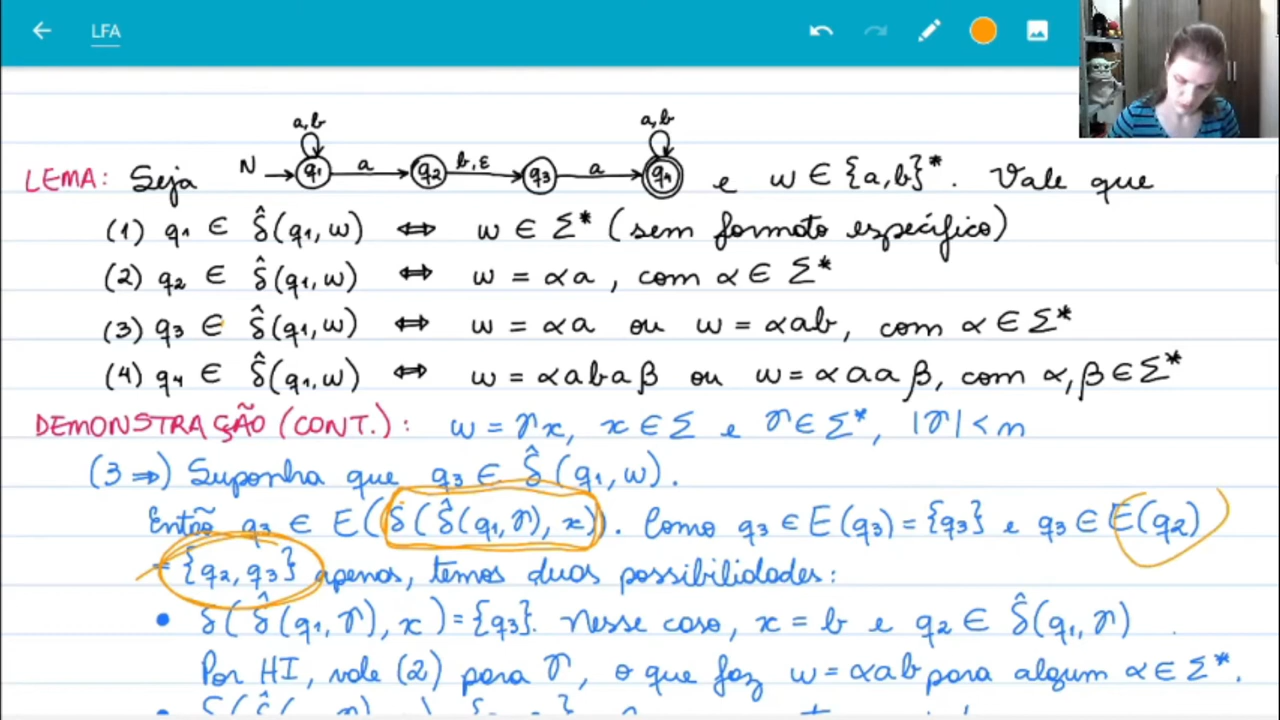 LFA
a,b a,b
LEMA: Seja N → q1 a q2 b,ε q3 a q4 e w ∈ {a,b}*. Vale que
(1) q1 ∈ δ̂(q1,w) ⇔ w ∈ Σ* (sem formato específico)
(2) q2 ∈ δ̂(q1,w) ⇔ w = αa, com α ∈ Σ*
(3) q3 ∈ δ̂(q1,w) ⇔ w = αa ou w = αab, com α ∈ Σ*
(4) q4 ∈ δ̂(q1,w) ⇔ w = αabaβ ou w = αaaβ, com α,β ∈ Σ*
DEMONSTRAÇÃO (CONT.): w = γx, x ∈ Σ e γ ∈ Σ*, |γ| < n
(3 ⇒) Suponha que q3 ∈ δ̂(q1,w).
Então q3 ∈ E(δ(δ̂(q1,γ),x)). Como q3 ∈ E(q3) = {q3} e q3 ∈ E(q2)
= {q2,q3} apenas, temos duas possibilidades:
• δ(δ̂(q1,γ),x) = {q3}. Nesse caso, x = b e q2 ∈ δ̂(q1,γ).
Por HI, vale (2) para γ, o que faz w = αab para algum α ∈ Σ*.